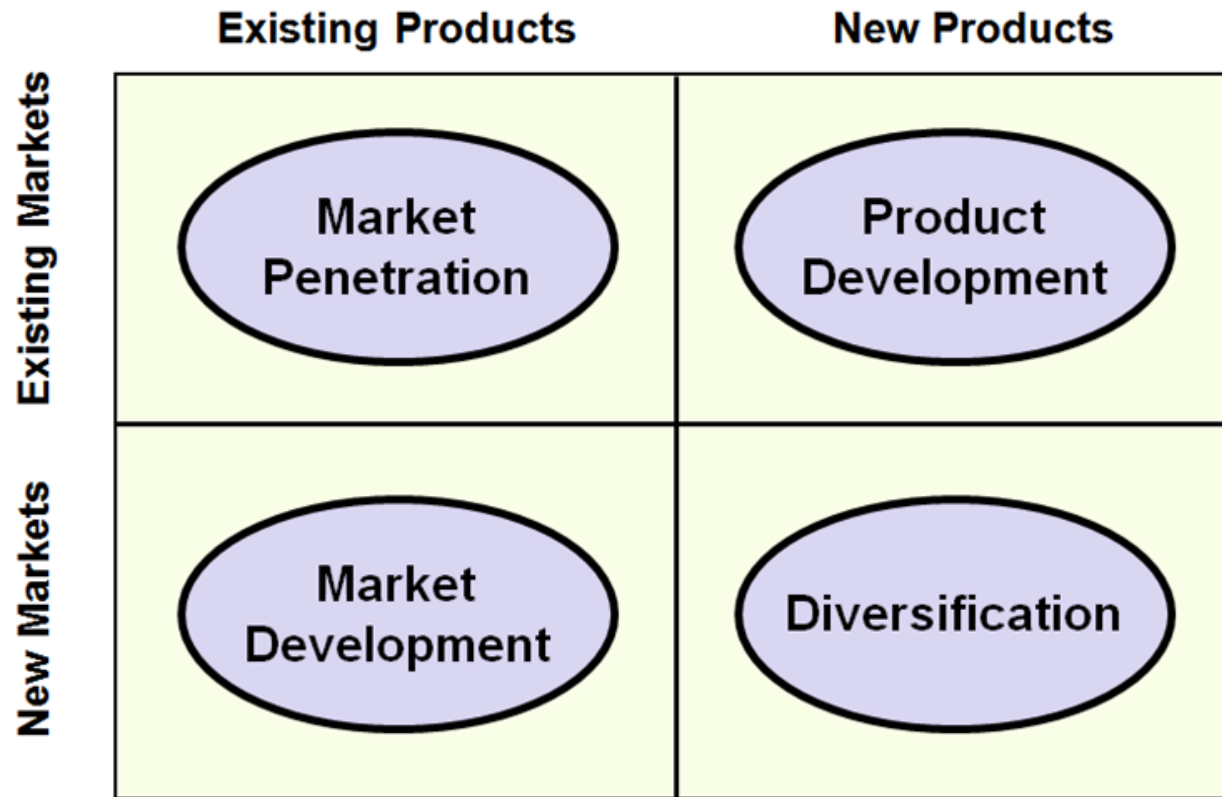 Existing Products
New Products
Existing Markets
Market
Penetration
Product
Development
New Markets
Market
Development
Diversification